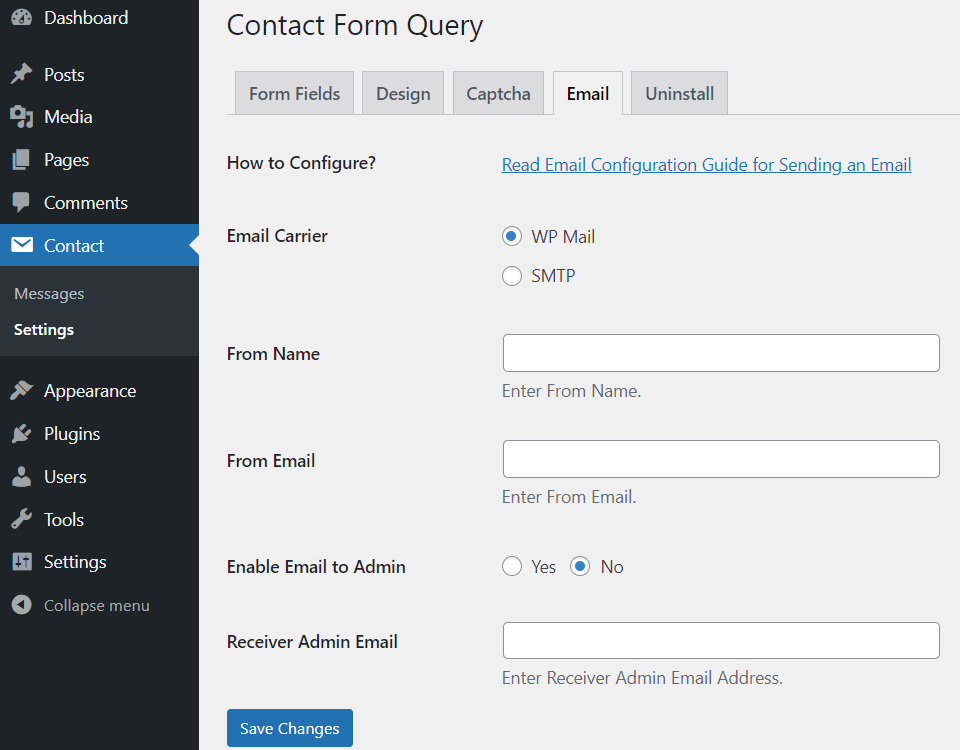 Dashboard
Posts
Media
Pages
Comments
Contact
Messages
Settings
Appearance
Plugins
Users
Tools
Settings
Collapse menu
Contact Form Query
Form Fields
Design
Captcha
Email
Uninstall
How to Configure?
Read Email Configuration Guide for Sending an Email
Email Carrier
WP Mail
SMTP
From Name
Enter From Name.
From Email
Enter From Email.
Enable Email to Admin
Yes
No
Receiver Admin Email
Enter Receiver Admin Email Address.
Save Changes